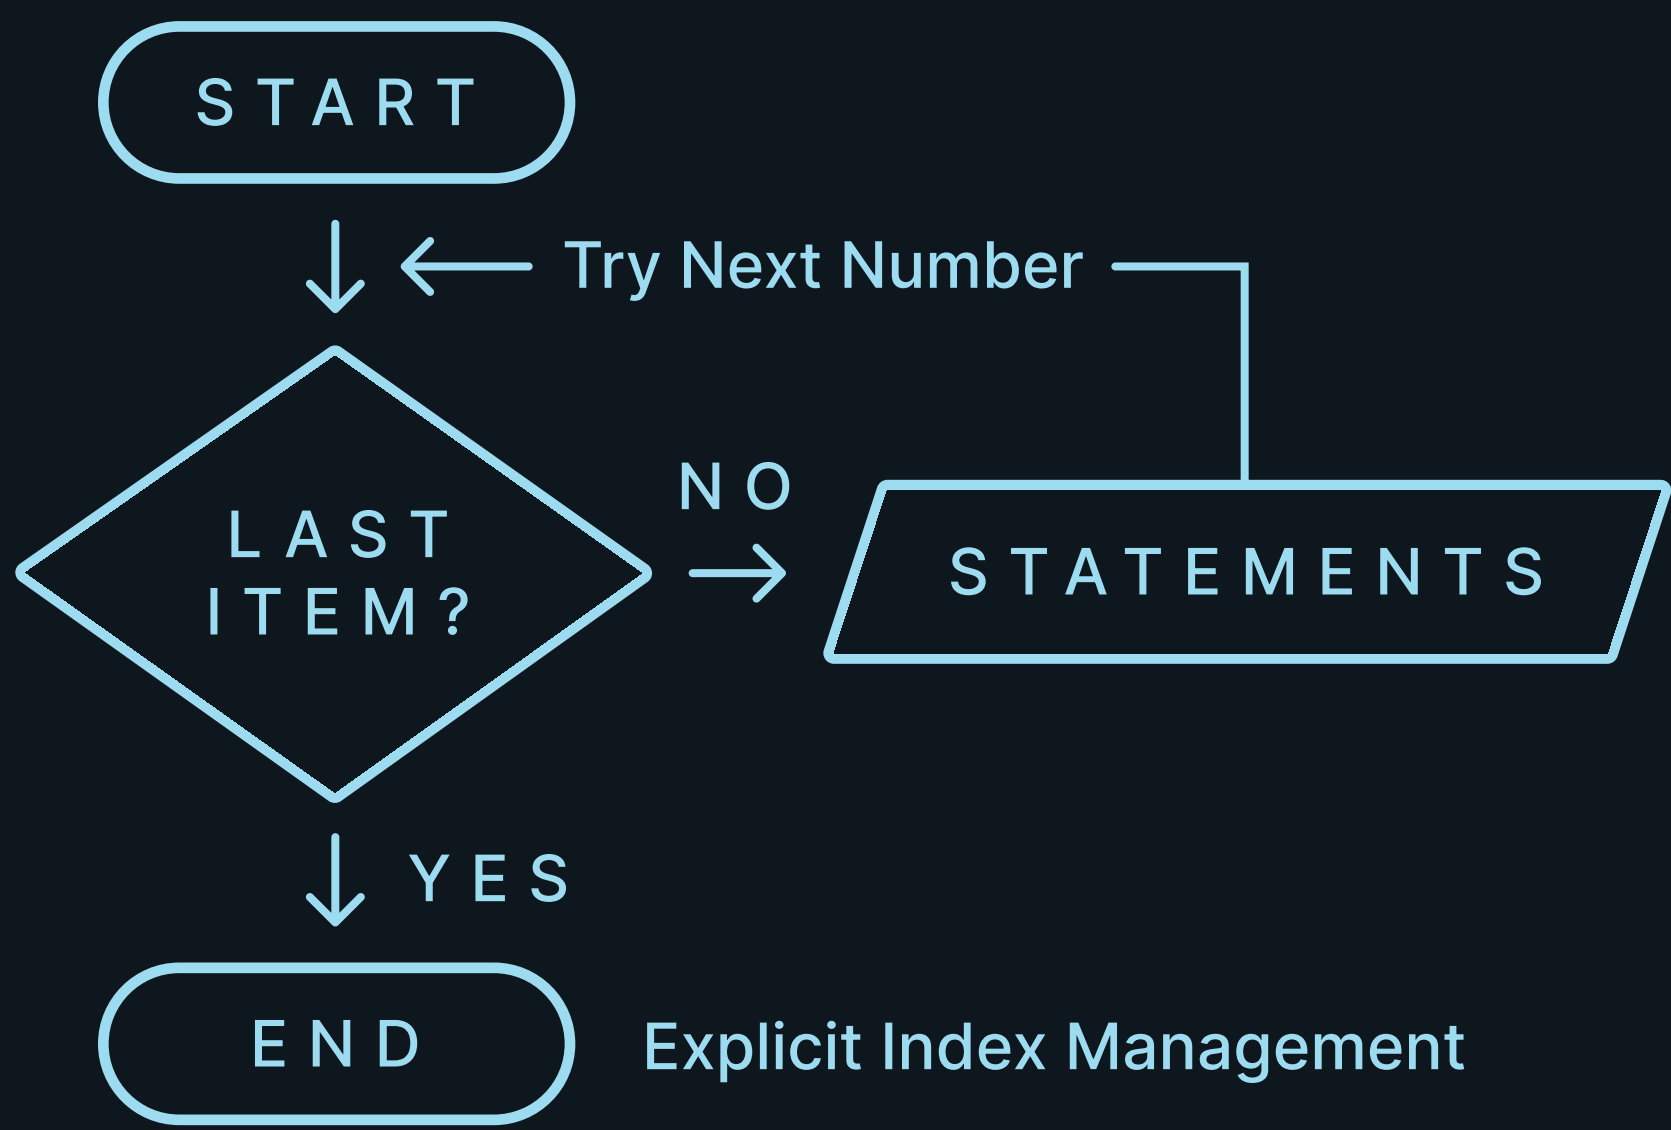 START
Try Next Number
NO
LAST
ITEM?
STATEMENTS
YES
END
Explicit Index Management